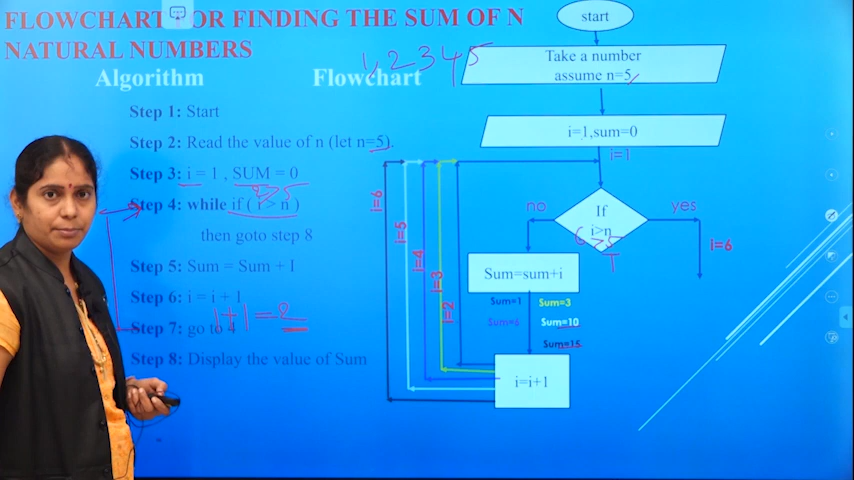 FLOWCHART FOR FINDING THE SUM OF N
NATURAL NUMBERS
Algorithm
Flowchart
1, 2 3 4 5
Step 1: Start
Step 2: Read the value of n (let n=5).
Step 3: i = 1 , SUM = 0
Step 4: while if ( i > n )
then goto step 8
Step 5: Sum = Sum + I
Step 6: i = i + 1
1+1=2
Step 7: go to 4
Step 8: Display the value of Sum
start
Take a number
assume n=5
i=1,sum=0
i=1
If
i>n
6>5
T
no
yes
i=6
Sum=sum+i
Sum=1
Sum=3
Sum=6
Sum=10
Sum=15
i=i+1
i=6
i=5
i=4
i=3
i=2